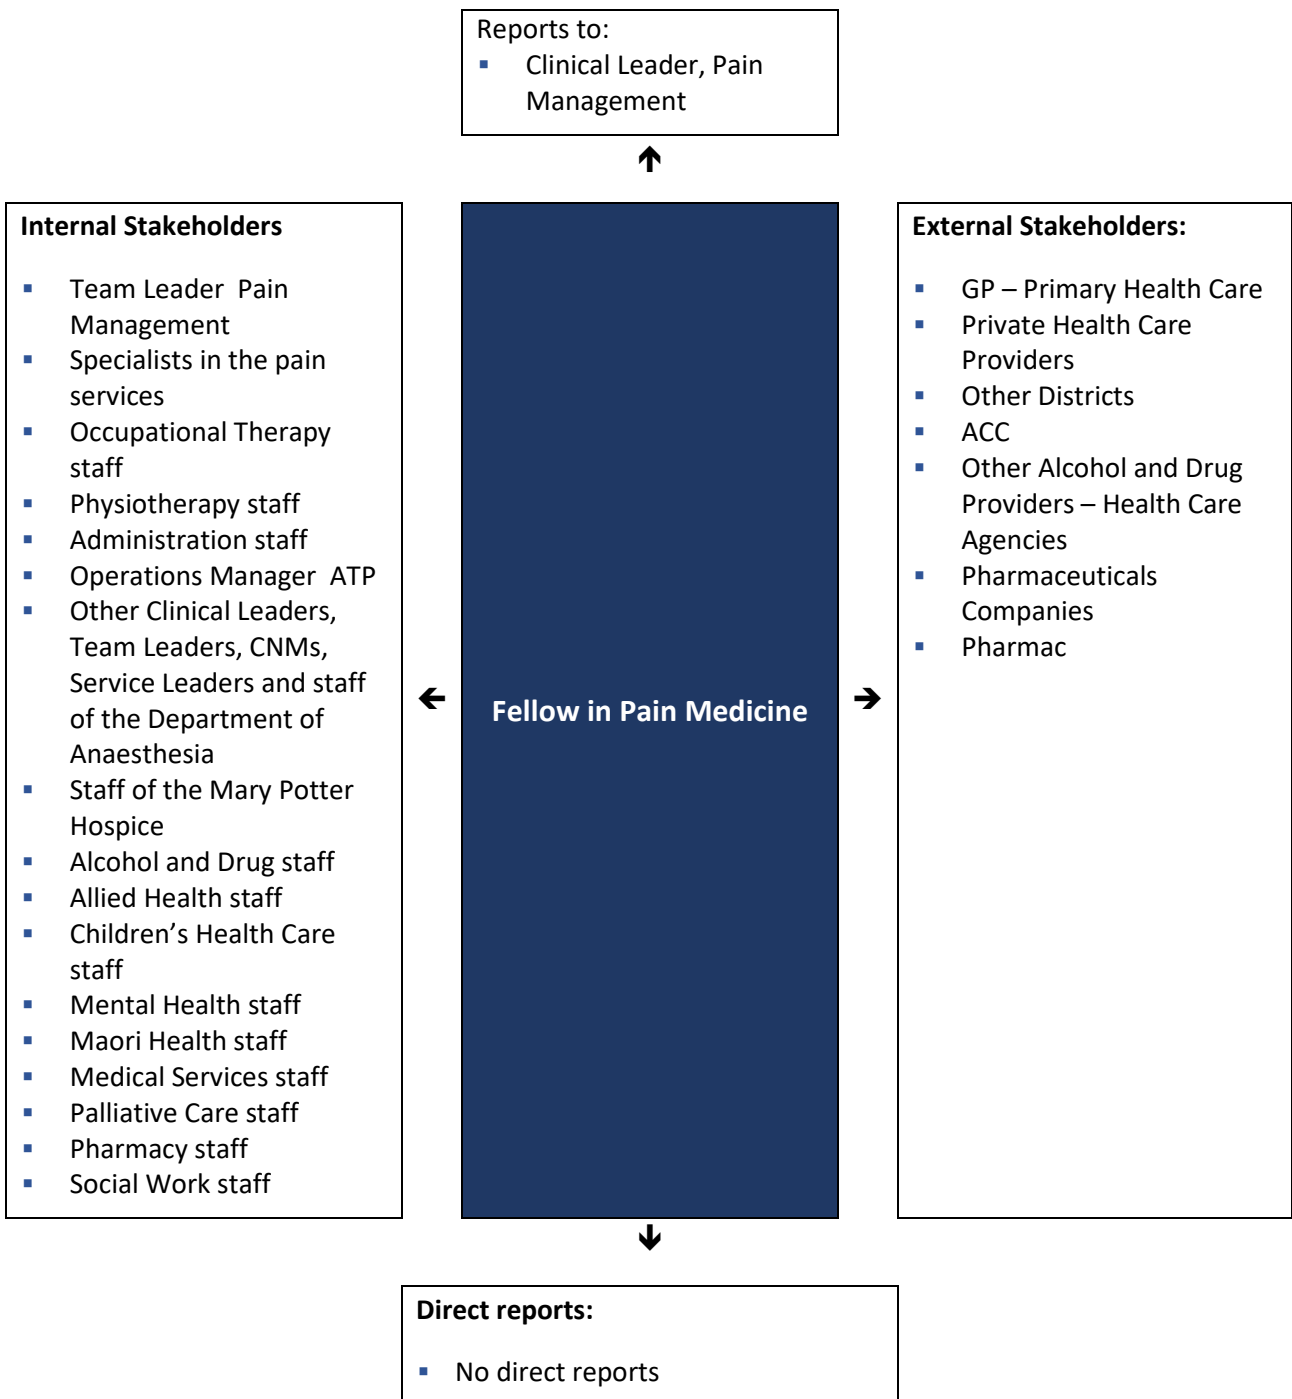 Reports to:
▪ Clinical Leader, Pain
Management
↑
Internal Stakeholders
▪ Team Leader  Pain
Management
▪ Specialists in the pain
services
▪ Occupational Therapy
staff
▪ Physiotherapy staff
▪ Administration staff
▪ Operations Manager  ATP
▪ Other Clinical Leaders,
Team Leaders, CNMs,
Service Leaders and staff
of the Department of
Anaesthesia
▪ Staff of the Mary Potter
Hospice
▪ Alcohol and Drug staff
▪ Allied Health staff
▪ Children’s Health Care
staff
▪ Mental Health staff
▪ Maori Health staff
▪ Medical Services staff
▪ Palliative Care staff
▪ Pharmacy staff
▪ Social Work staff
←
Fellow in Pain Medicine
→
External Stakeholders:
▪ GP – Primary Health Care
▪ Private Health Care
Providers
▪ Other Districts
▪ ACC
▪ Other Alcohol and Drug
Providers – Health Care
Agencies
▪ Pharmaceuticals
Companies
▪ Pharmac
↓
Direct reports:
▪ No direct reports